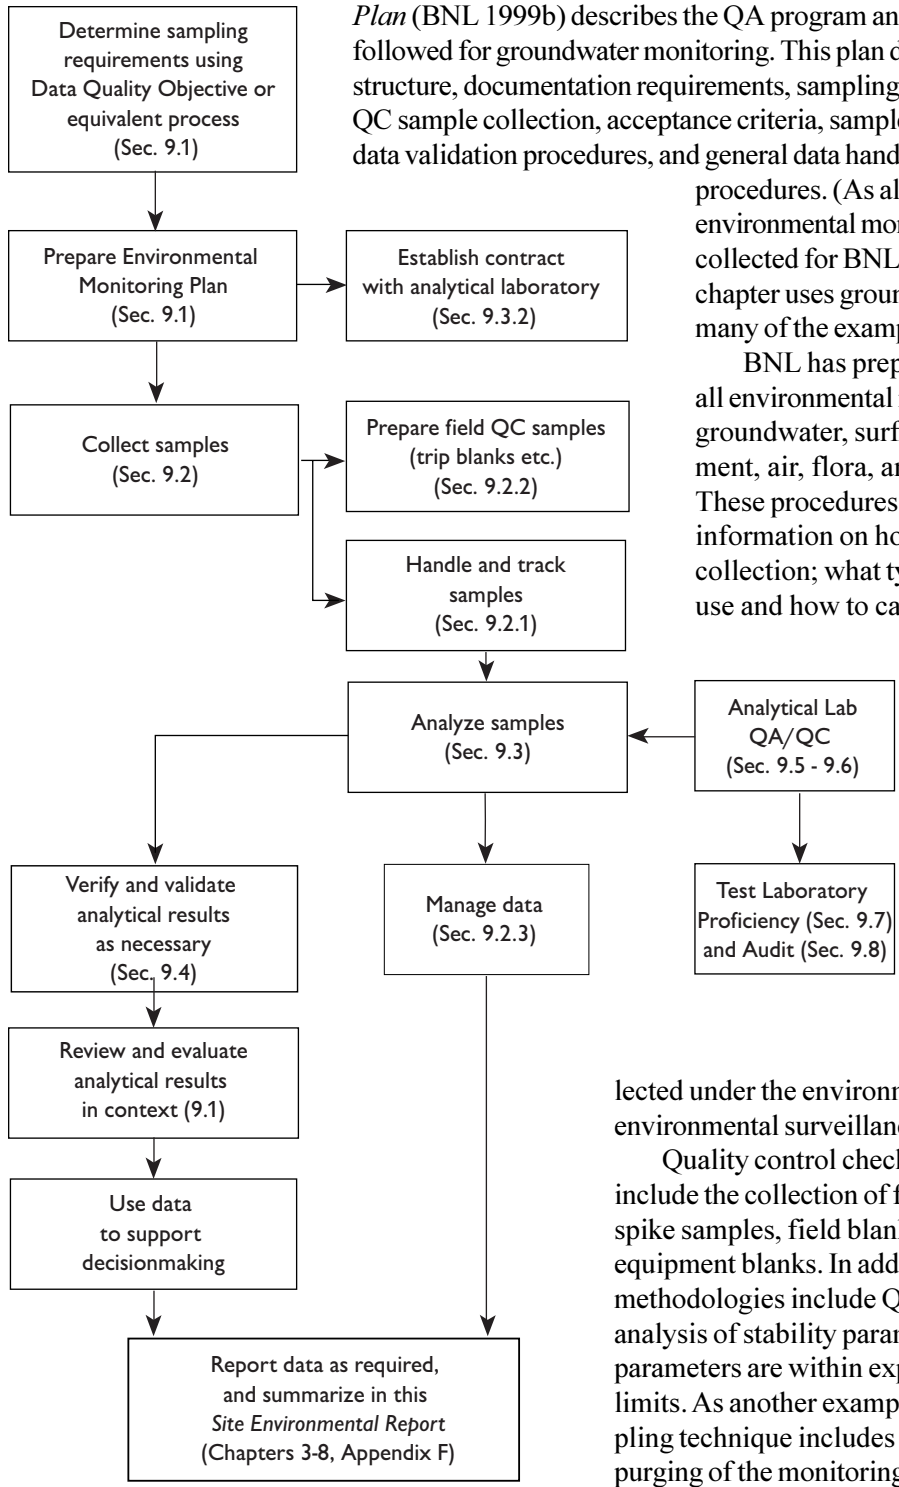 Determine sampling
requirements using
Data Quality Objective or
equivalent process
(Sec. 9.1)
Prepare Environmental
Monitoring Plan
(Sec. 9.1)
Establish contract
with analytical laboratory
(Sec. 9.3.2)
Collect samples
(Sec. 9.2)
Prepare field QC samples
(trip blanks etc.)
(Sec. 9.2.2)
Handle and track
samples
(Sec. 9.2.1)
Analyze samples
(Sec. 9.3)
Analytical Lab
QA/QC
(Sec. 9.5 - 9.6)
Verify and validate
analytical results
as necessary
(Sec. 9.4)
Manage data
(Sec. 9.2.3)
Test Laboratory
Proficiency (Sec. 9.7)
and Audit (Sec. 9.8)
Review and evaluate
analytical results
in context (9.1)
Use data
to support
decisionmaking
Report data as required,
and summarize in this
Site Environmental Report
(Chapters 3-8, Appendix F)
Plan (BNL 1999b) describes the QA program an
followed for groundwater monitoring. This plan d
structure, documentation requirements, sampling
QC sample collection, acceptance criteria, sample
data validation procedures, and general data hand
procedures. (As al
environmental mon
collected for BNL
chapter uses groun
many of the examp
BNL has prep
all environmental
groundwater, surf
ment, air, flora, an
These procedures
information on ho
collection; what ty
use and how to ca
lected under the environm
environmental surveillanc
Quality control check
include the collection of f
spike samples, field blank
equipment blanks. In add
methodologies include Q
analysis of stability param
parameters are within exp
limits. As another examp
pling technique includes
purging of the monitoring